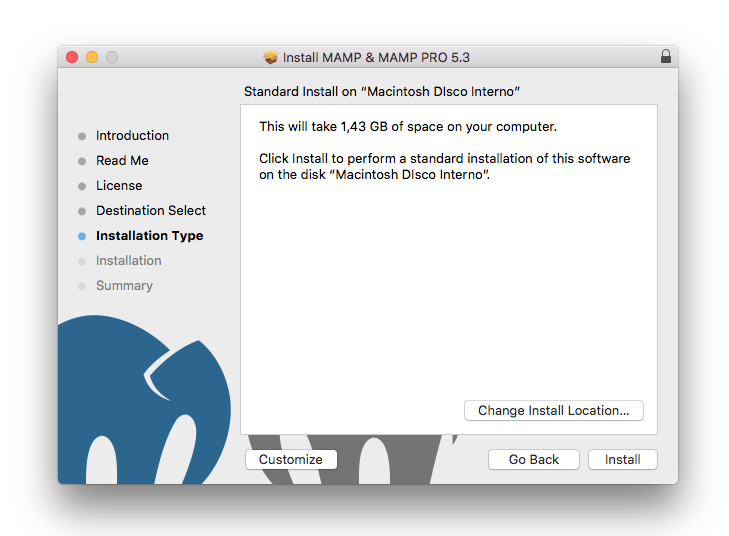 Install MAMP & MAMP PRO 5.3
Standard Install on “Macintosh DIsco Interno”
Introduction
Read Me
License
Destination Select
Installation Type
Installation
Summary
This will take 1,43 GB of space on your computer.
Click Install to perform a standard installation of this software
on the disk “Macintosh DIsco Interno”.
Change Install Location...
Customize
Go Back
Install